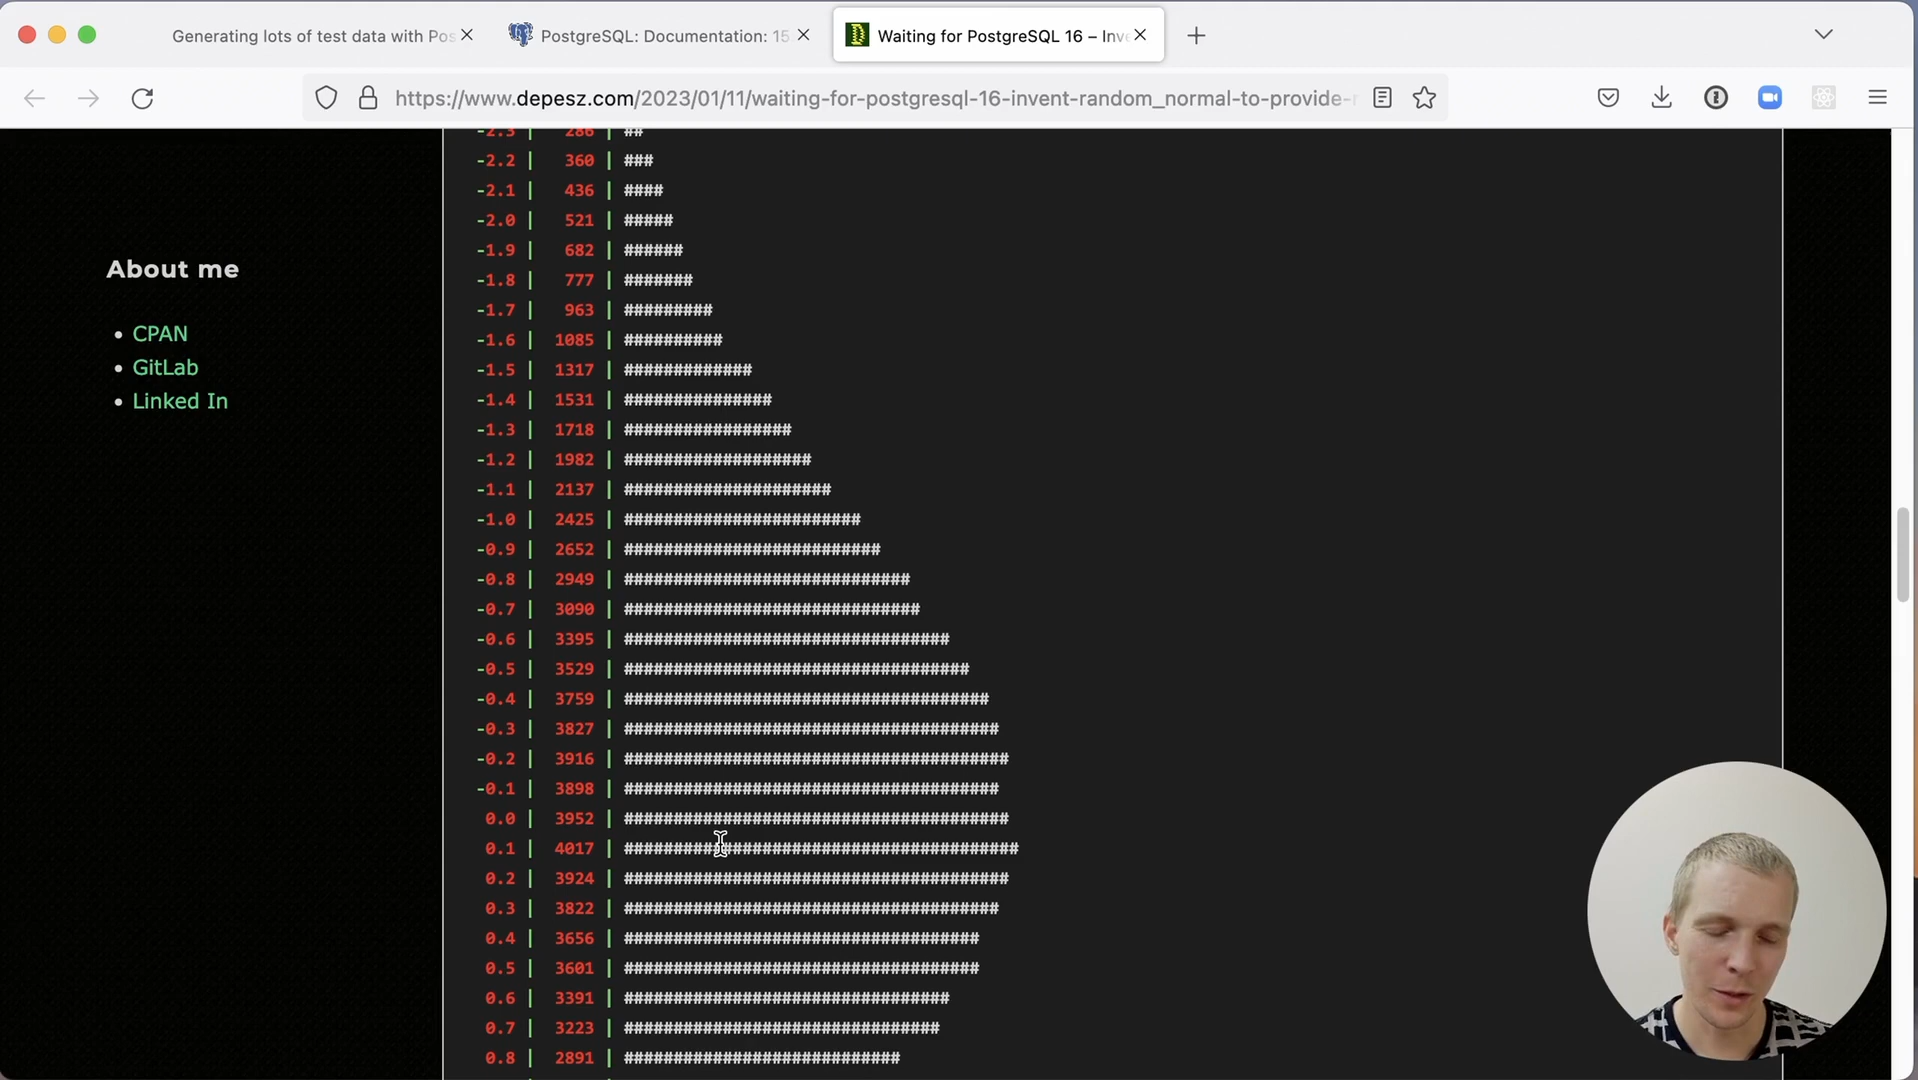 Generating lots of test data with Pos
PostgreSQL: Documentation: 15
Waiting for PostgreSQL 16 – Inv
https://www.depesz.com/2023/01/11/waiting-for-postgresql-16-invent-random_normal-to-provide-
About me
CPAN
GitLab
Linked In
-2.3 | 286 | ##
-2.2 | 360 | ###
-2.1 | 436 | ####
-2.0 | 521 | #####
-1.9 | 682 | ######
-1.8 | 777 | #######
-1.7 | 963 | #########
-1.6 | 1085 | ##########
-1.5 | 1317 | #############
-1.4 | 1531 | ###############
-1.3 | 1718 | #################
-1.2 | 1982 | ###################
-1.1 | 2137 | #####################
-1.0 | 2425 | ########################
-0.9 | 2652 | ##########################
-0.8 | 2949 | #############################
-0.7 | 3090 | ##############################
-0.6 | 3395 | #################################
-0.5 | 3529 | ###################################
-0.4 | 3759 | #####################################
-0.3 | 3827 | ######################################
-0.2 | 3916 | #######################################
-0.1 | 3898 | ######################################
0.0 | 3952 | #######################################
0.1 | 4017 | ########################################
0.2 | 3924 | #######################################
0.3 | 3822 | ######################################
0.4 | 3656 | ####################################
0.5 | 3601 | ####################################
0.6 | 3391 | #################################
0.7 | 3223 | ################################
0.8 | 2891 | ############################